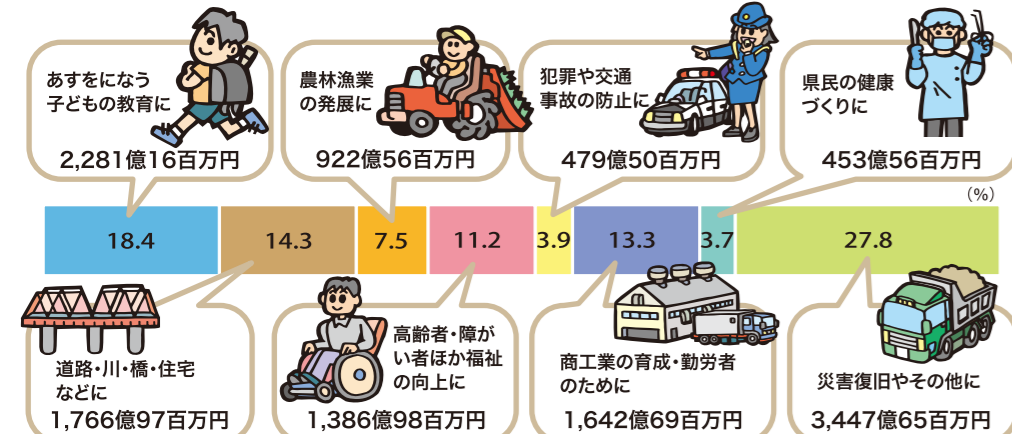 あすをになう
子どもの教育に
2,281億16百万円
農林漁業
の発展に
922億56百万円
犯罪や交通
事故の防止に
479億50百万円
県民の健康
づくりに
453億56百万円
(%)
18.4
14.3
7.5
11.2
3.9
13.3
3.7
27.8
道路・川・橋・住宅
などに
1,766億97百万円
高齢者・障が
い者ほか福祉
の向上に
1,386億98百万円
商工業の育成・勤労者
のために
1,642億69百万円
災害復旧やその他に
3,447億65百万円